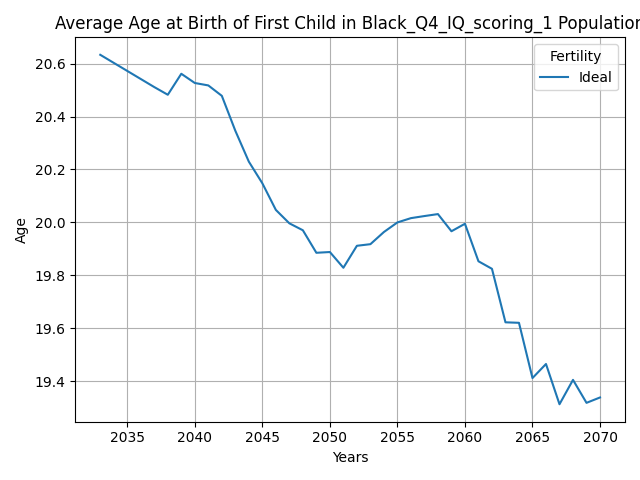 Average Age at Birth of First Child in Black_Q4_IQ_scoring_1 Population
Fertility
Ideal
20.6
20.4
20.2
20.0
19.8
19.6
19.4
Age
2035 2040 2045 2050 2055 2060 2065 2070
Years